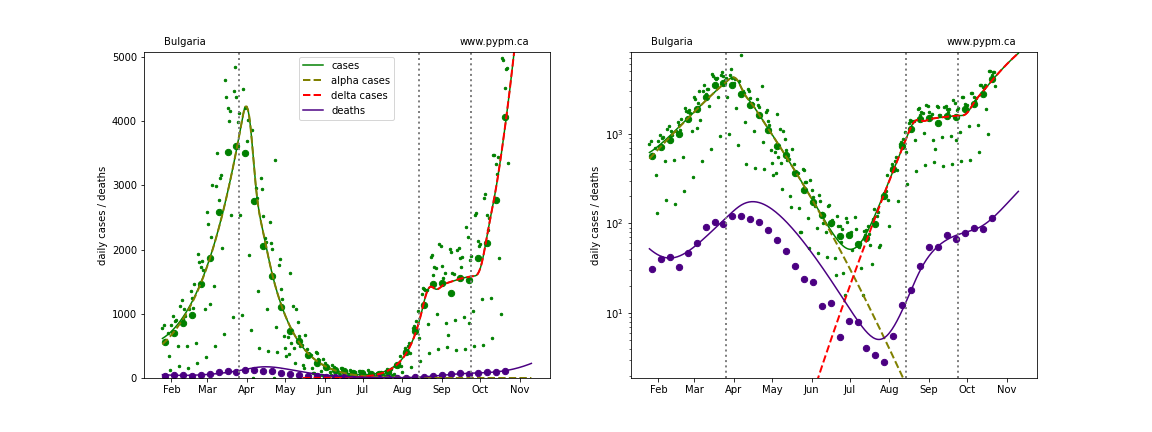 Bulgaria www.pypm.ca
5000
4000
3000
2000
1000
0
daily cases / deaths
cases
alpha cases
delta cases
deaths
Feb Mar Apr May Jun Jul Aug Sep Oct Nov
Bulgaria www.pypm.ca
10³
10²
10¹
daily cases / deaths
Feb Mar Apr May Jun Jul Aug Sep Oct Nov